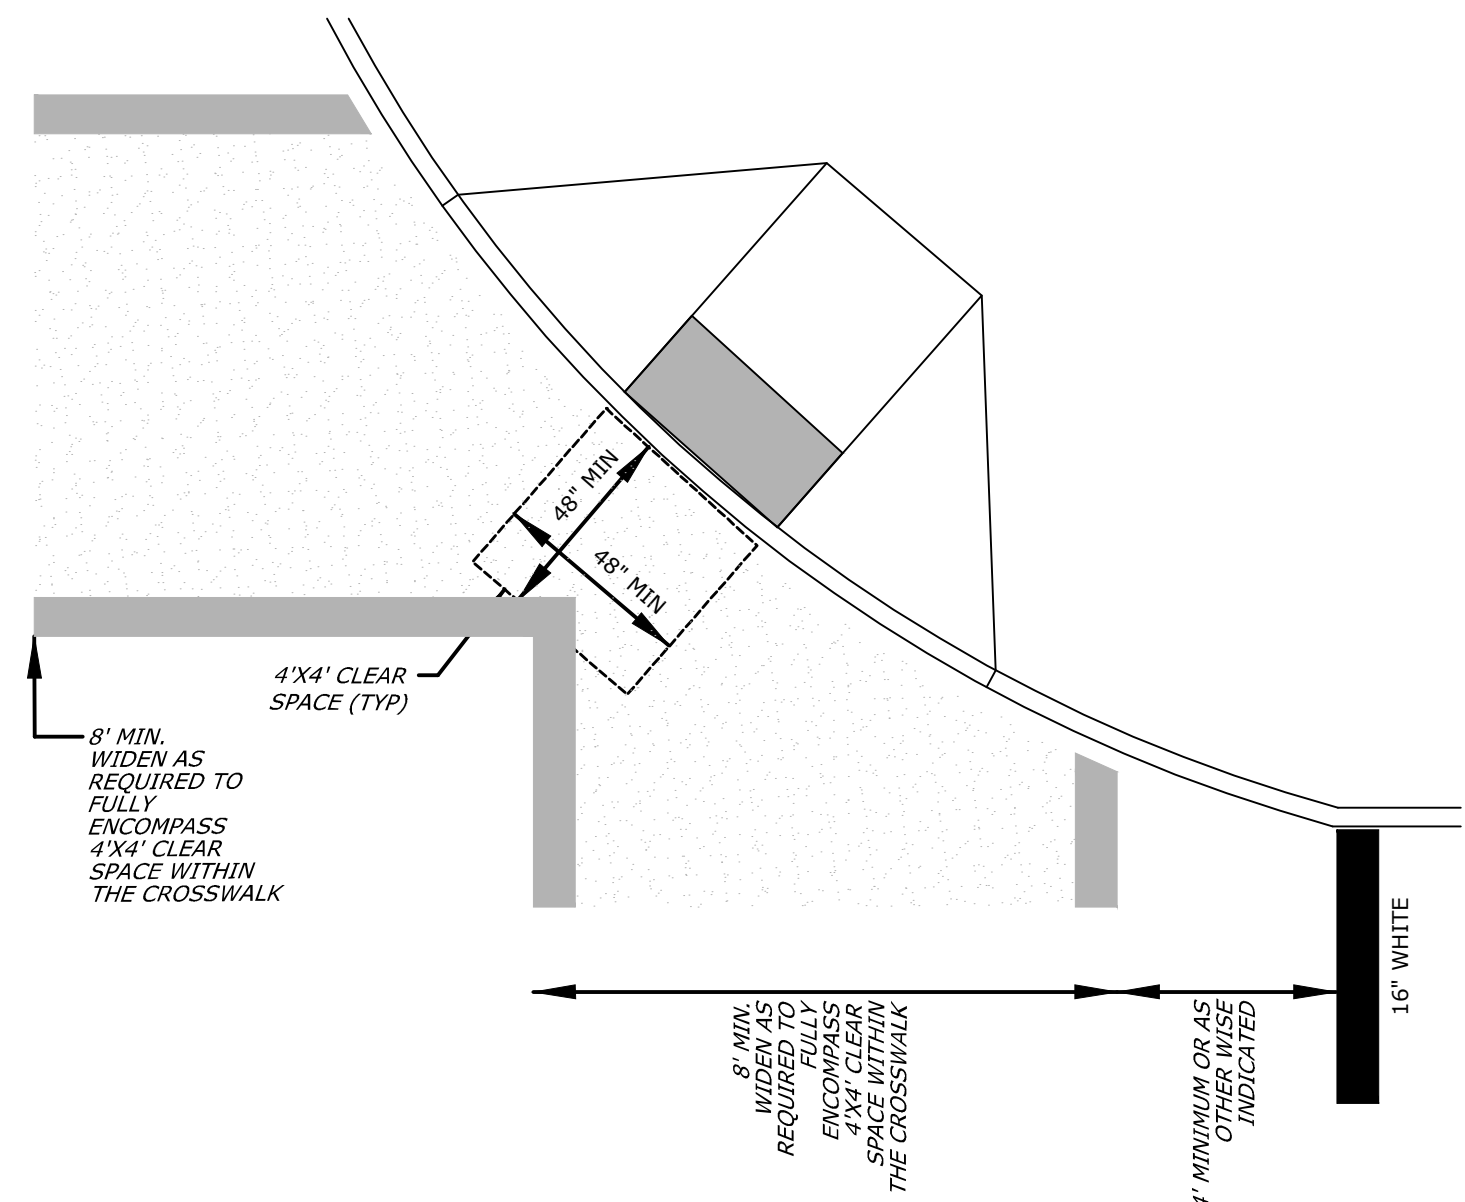 48" MIN
48" MIN
4'X4' CLEAR
SPACE (TYP)
8' MIN.
WIDEN AS
REQUIRED TO
FULLY
ENCOMPASS
4'X4' CLEAR
SPACE WITHIN
THE CROSSWALK
8' MIN.
WIDEN AS
REQUIRED TO
FULLY
ENCOMPASS
4'X4' CLEAR
SPACE WITHIN
THE CROSSWALK
4' MINIMUM OR AS
OTHER WISE
INDICATED
16" WHITE